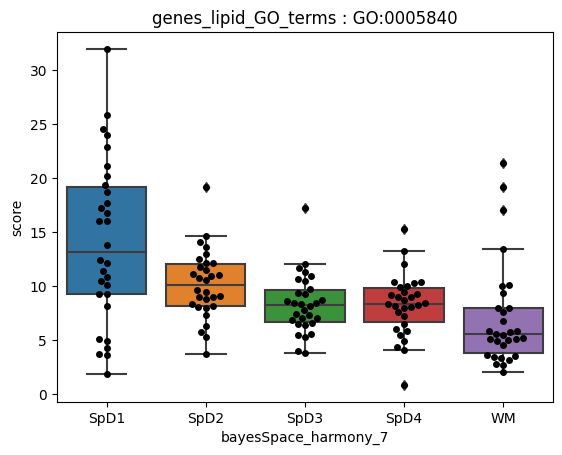 genes_lipid_GO_terms : GO:0005840
score
30
25
20
15
10
5
0
SpD1 SpD2 SpD3 SpD4 WM
bayesSpace_harmony_7